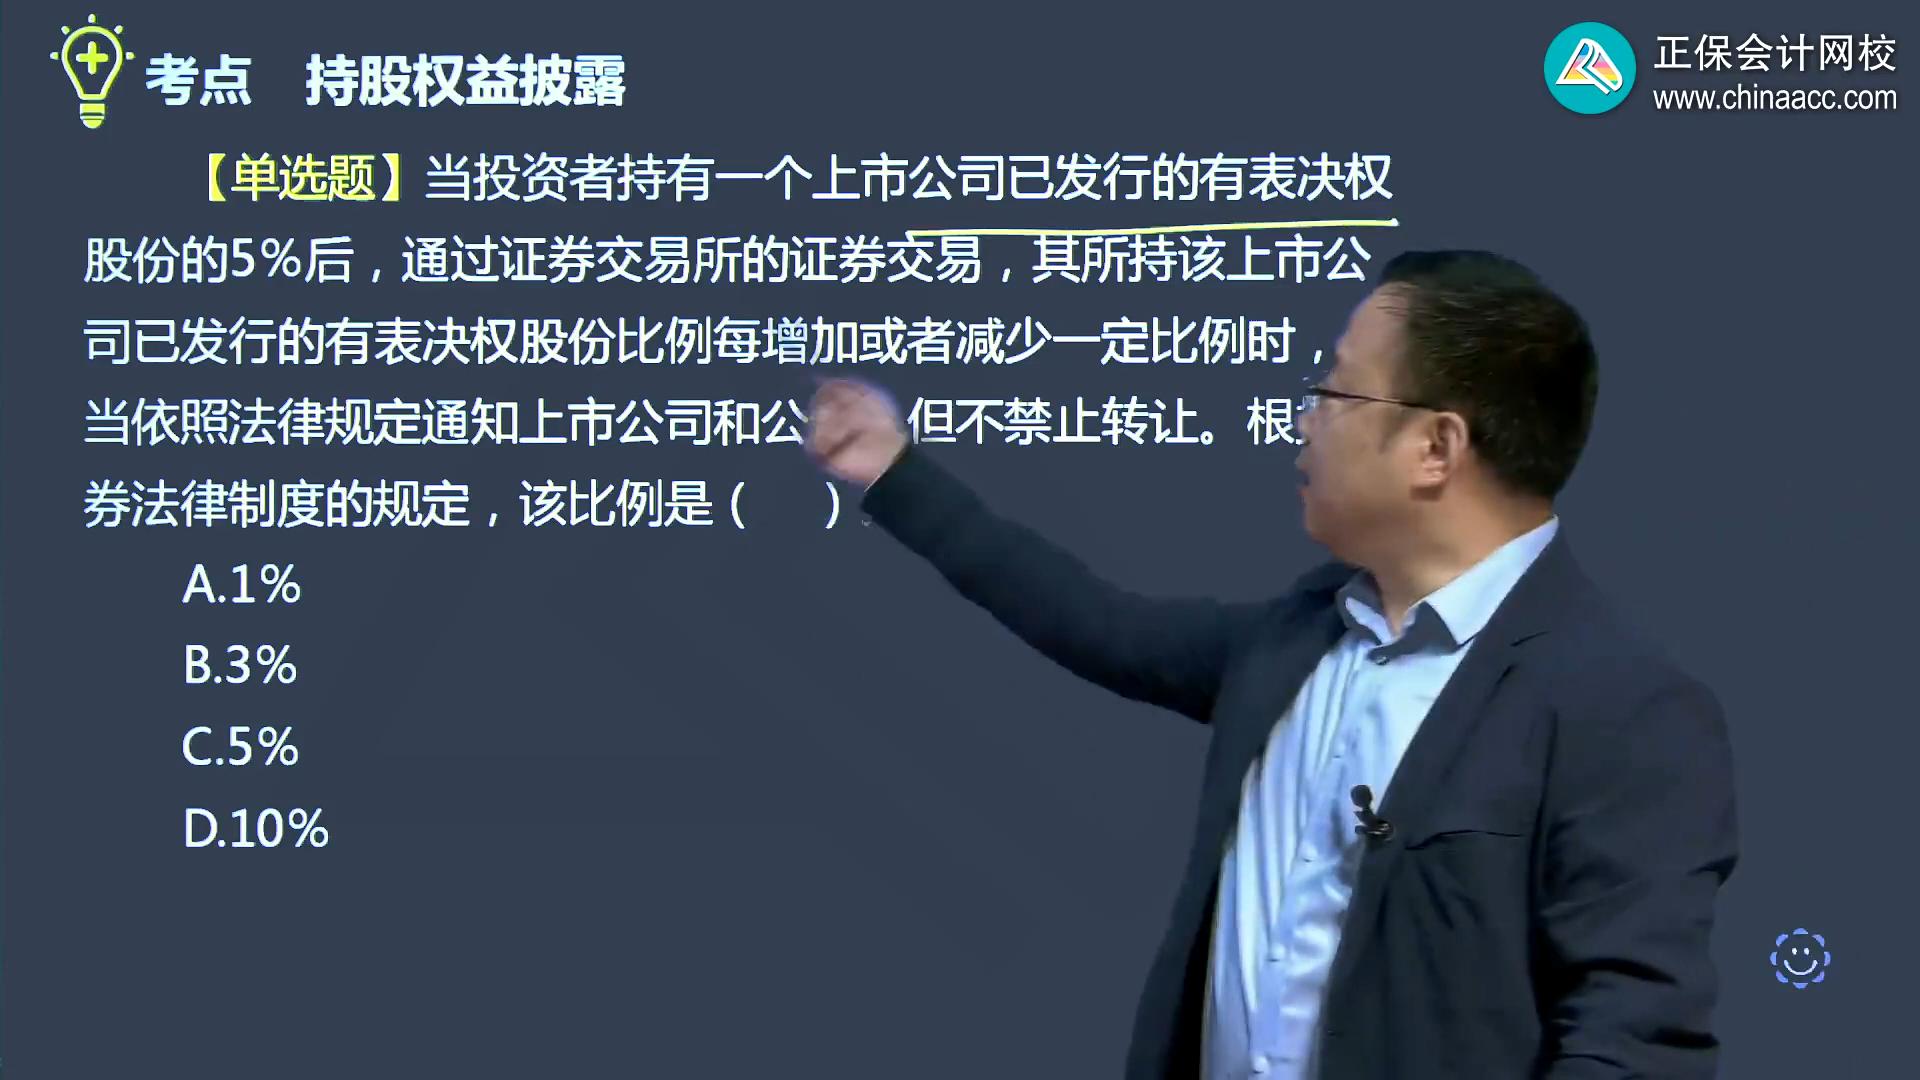 考点 持股权益披露
正保会计网校
www.chinaacc.com
【单选题】当投资者持有一个上市公司已发行的有表决权
股份的5%后，通过证券交易所的证券交易，其所持该上市公
司已发行的有表决权股份比例每增加或者减少一定比例时，
当依照法律规定通知上市公司和公 但不禁止转让。根
券法律制度的规定，该比例是（ ）
A.1%
B.3%
C.5%
D.10%